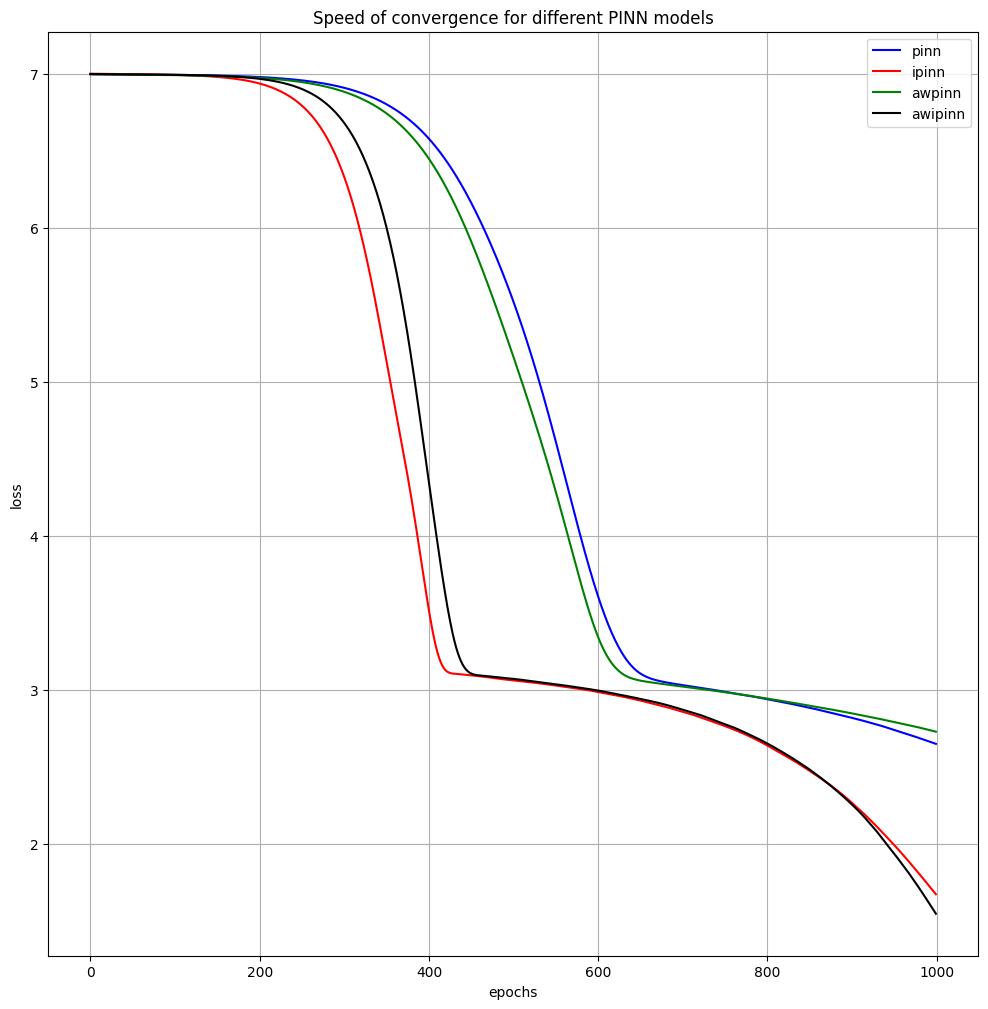 Speed of convergence for different PINN models
pinn
ipinn
awpinn
awipinn
7
6
5
4
3
2
loss
0 200 400 600 800 1000
epochs